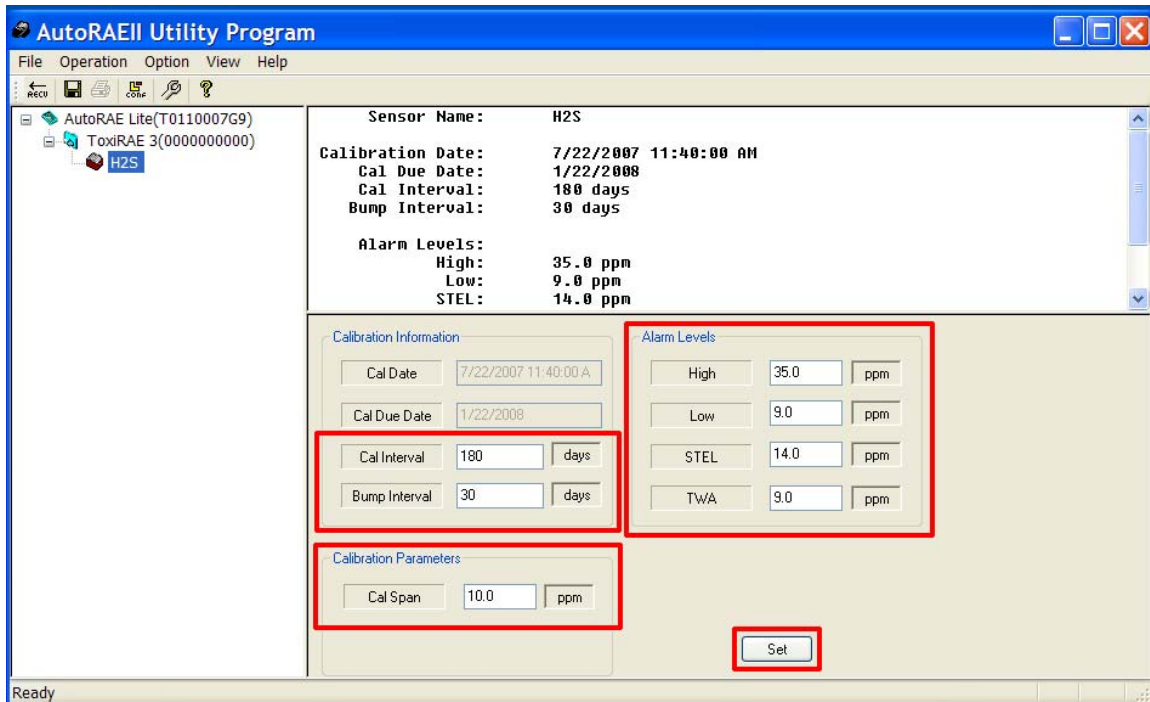 AutoRAEII Utility Program
File Operation Option View Help
RECV CONF
AutoRAE Lite(T0110007G9)
ToxiRAE 3(0000000000)
H2S
Sensor Name: H2S
Calibration Date: 7/22/2007 11:40:00 AM
Cal Due Date: 1/22/2008
Cal Interval: 180 days
Bump Interval: 30 days
Alarm Levels:
High: 35.0 ppm
Low: 9.0 ppm
STEL: 14.0 ppm
Calibration Information
Cal Date 7/22/2007 11:40:00 A
Cal Due Date 1/22/2008
Cal Interval 180 days
Bump Interval 30 days
Alarm Levels
High 35.0 ppm
Low 9.0 ppm
STEL 14.0 ppm
TWA 9.0 ppm
Calibration Parameters
Cal Span 10.0 ppm
Set
Ready